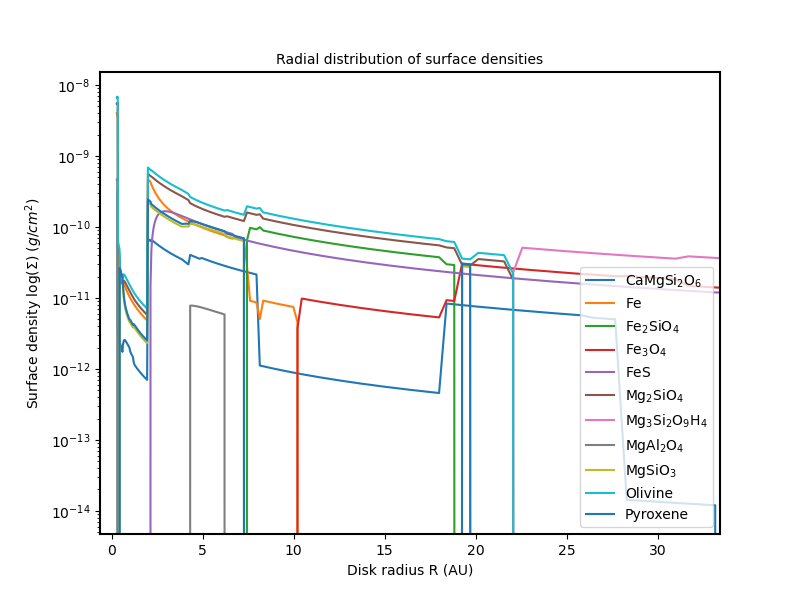 Radial distribution of surface densities
Surface density log(Σ) (g/cm²)
10⁻⁸
10⁻⁹
10⁻¹⁰
10⁻¹¹
10⁻¹²
10⁻¹³
10⁻¹⁴
CaMgSi₂O₆
Fe
Fe₂SiO₄
Fe₃O₄
FeS
Mg₂SiO₄
Mg₃Si₂O₉H₄
MgAl₂O₄
MgSiO₃
Olivine
Pyroxene
0 5 10 15 20 25 30
Disk radius R (AU)